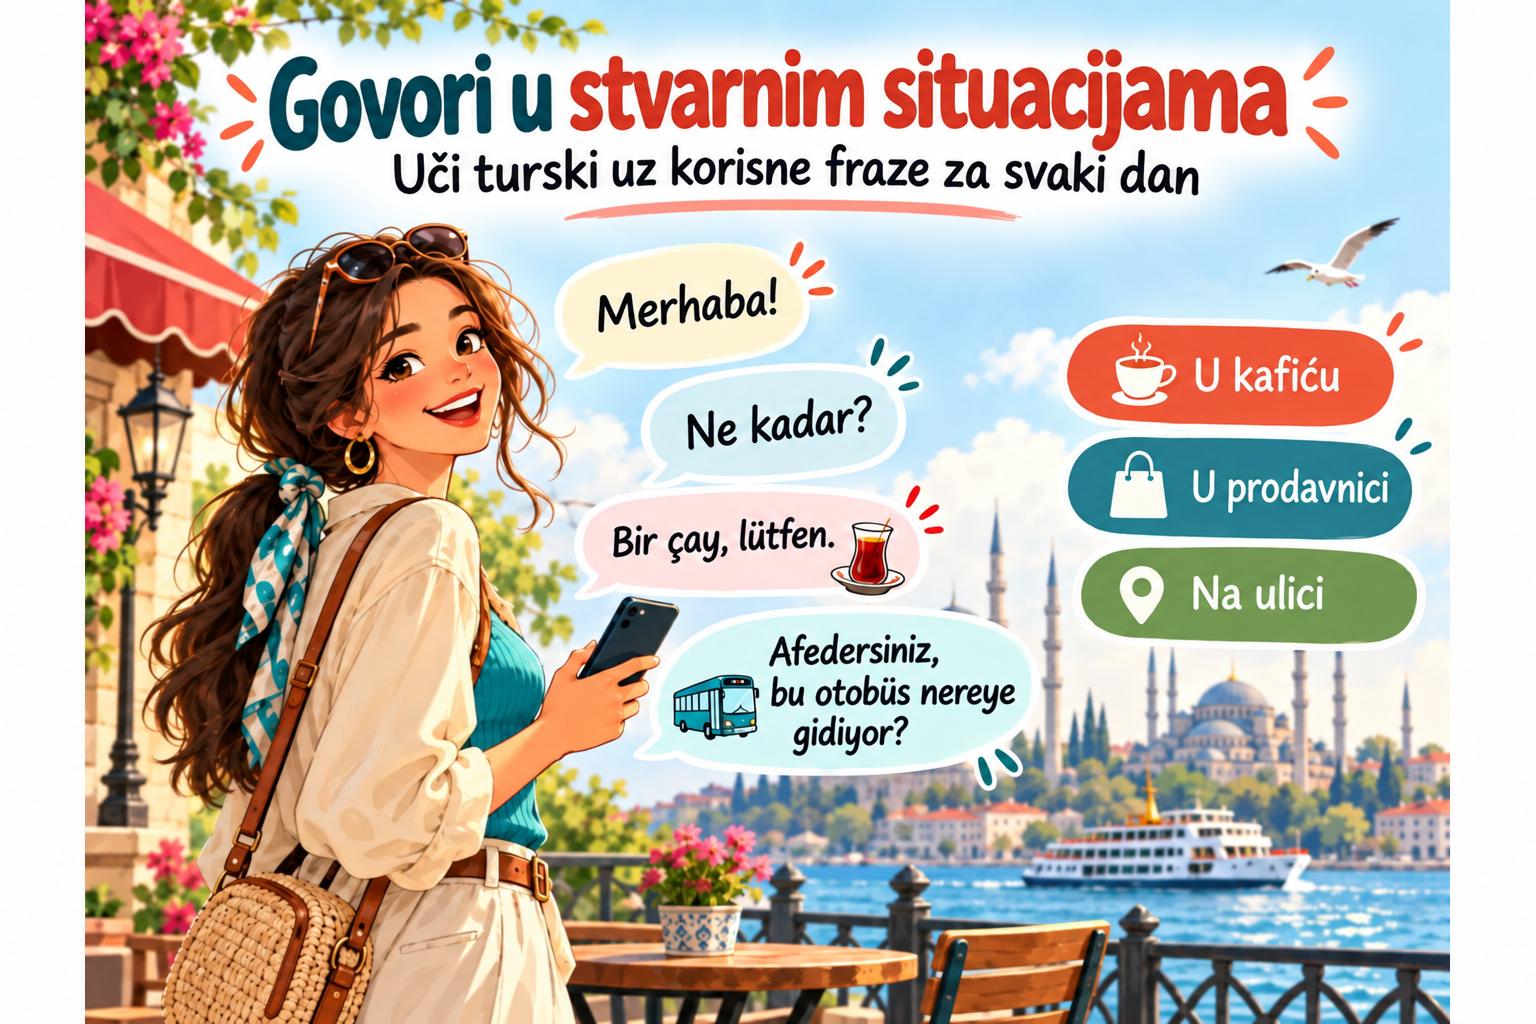 Govori u stvarnim situacijama
Uči turski uz korisne fraze za svaki dan
Merhaba!
Ne kadar?
Bir çay, lütfen.
Afedersiniz,
bu otobüs nereye
gidiyor?
U kafiću
U prodavnici
Na ulici